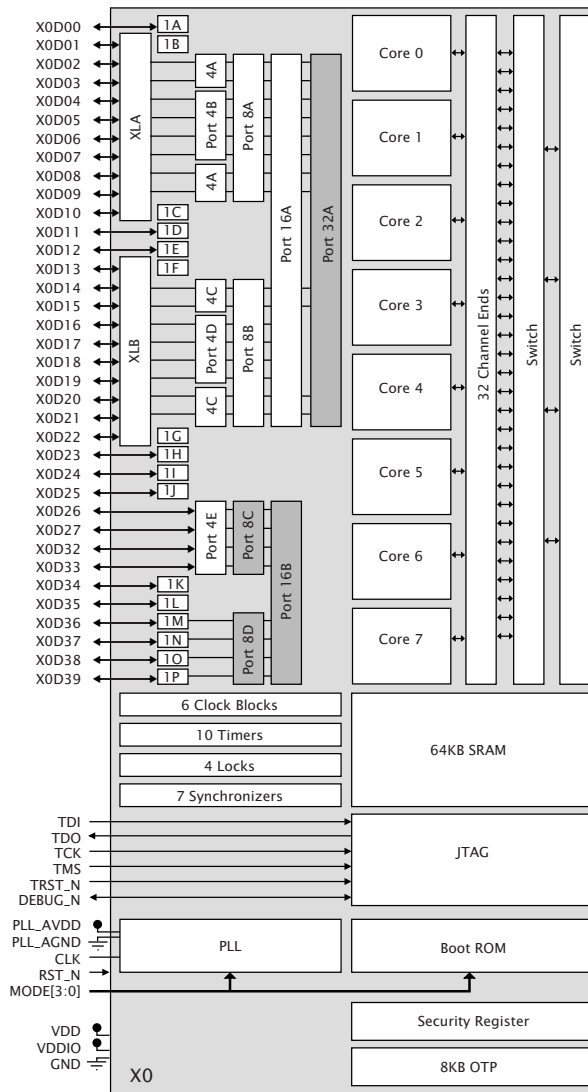 X0D00
X0D01
X0D02
X0D03
X0D04
X0D05
X0D06
X0D07
X0D08
X0D09
X0D10
X0D11
X0D12
X0D13
X0D14
X0D15
X0D16
X0D17
X0D18
X0D19
X0D20
X0D21
X0D22
X0D23
X0D24
X0D25
X0D26
X0D27
X0D32
X0D33
X0D34
X0D35
X0D36
X0D37
X0D38
X0D39
1A
1B
XLA
4A
Port 4B
4A
Port 8A
1C
1D
1E
1F
XLB
4C
Port 4D
4C
Port 8B
Port 16A
Port 32A
1G
1H
1I
1J
Port 4E
Port 8C
Port 16B
1K
1L
1M
1N
1O
1P
Port 8D
Core 0
Core 1
Core 2
Core 3
Core 4
Core 5
Core 6
Core 7
32 Channel Ends
Switch
Switch
6 Clock Blocks
10 Timers
4 Locks
7 Synchronizers
64KB SRAM
TDI
TDO
TCK
TMS
TRST_N
DEBUG_N
JTAG
PLL_AVDD
PLL_AGND
CLK
RST_N
MODE[3:0]
PLL
Boot ROM
VDD
VDDIO
GND
Security Register
8KB OTP
X0